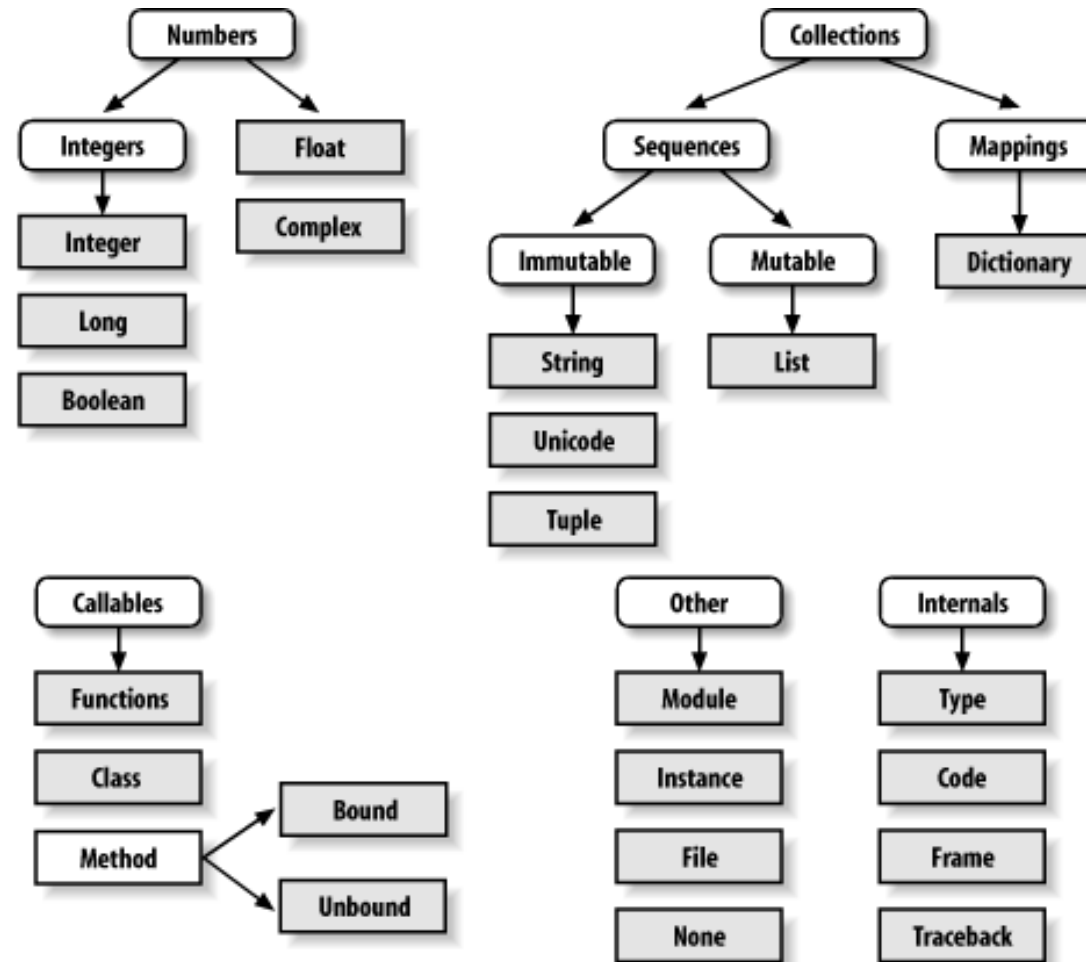 Numbers
Collections
Integers
Float
Sequences
Mappings
Integer
Complex
Immutable
Mutable
Dictionary
Long
String
List
Boolean
Unicode
Tuple
Callables
Other
Internals
Functions
Module
Type
Class
Instance
Code
Bound
Method
File
Frame
Unbound
None
Traceback